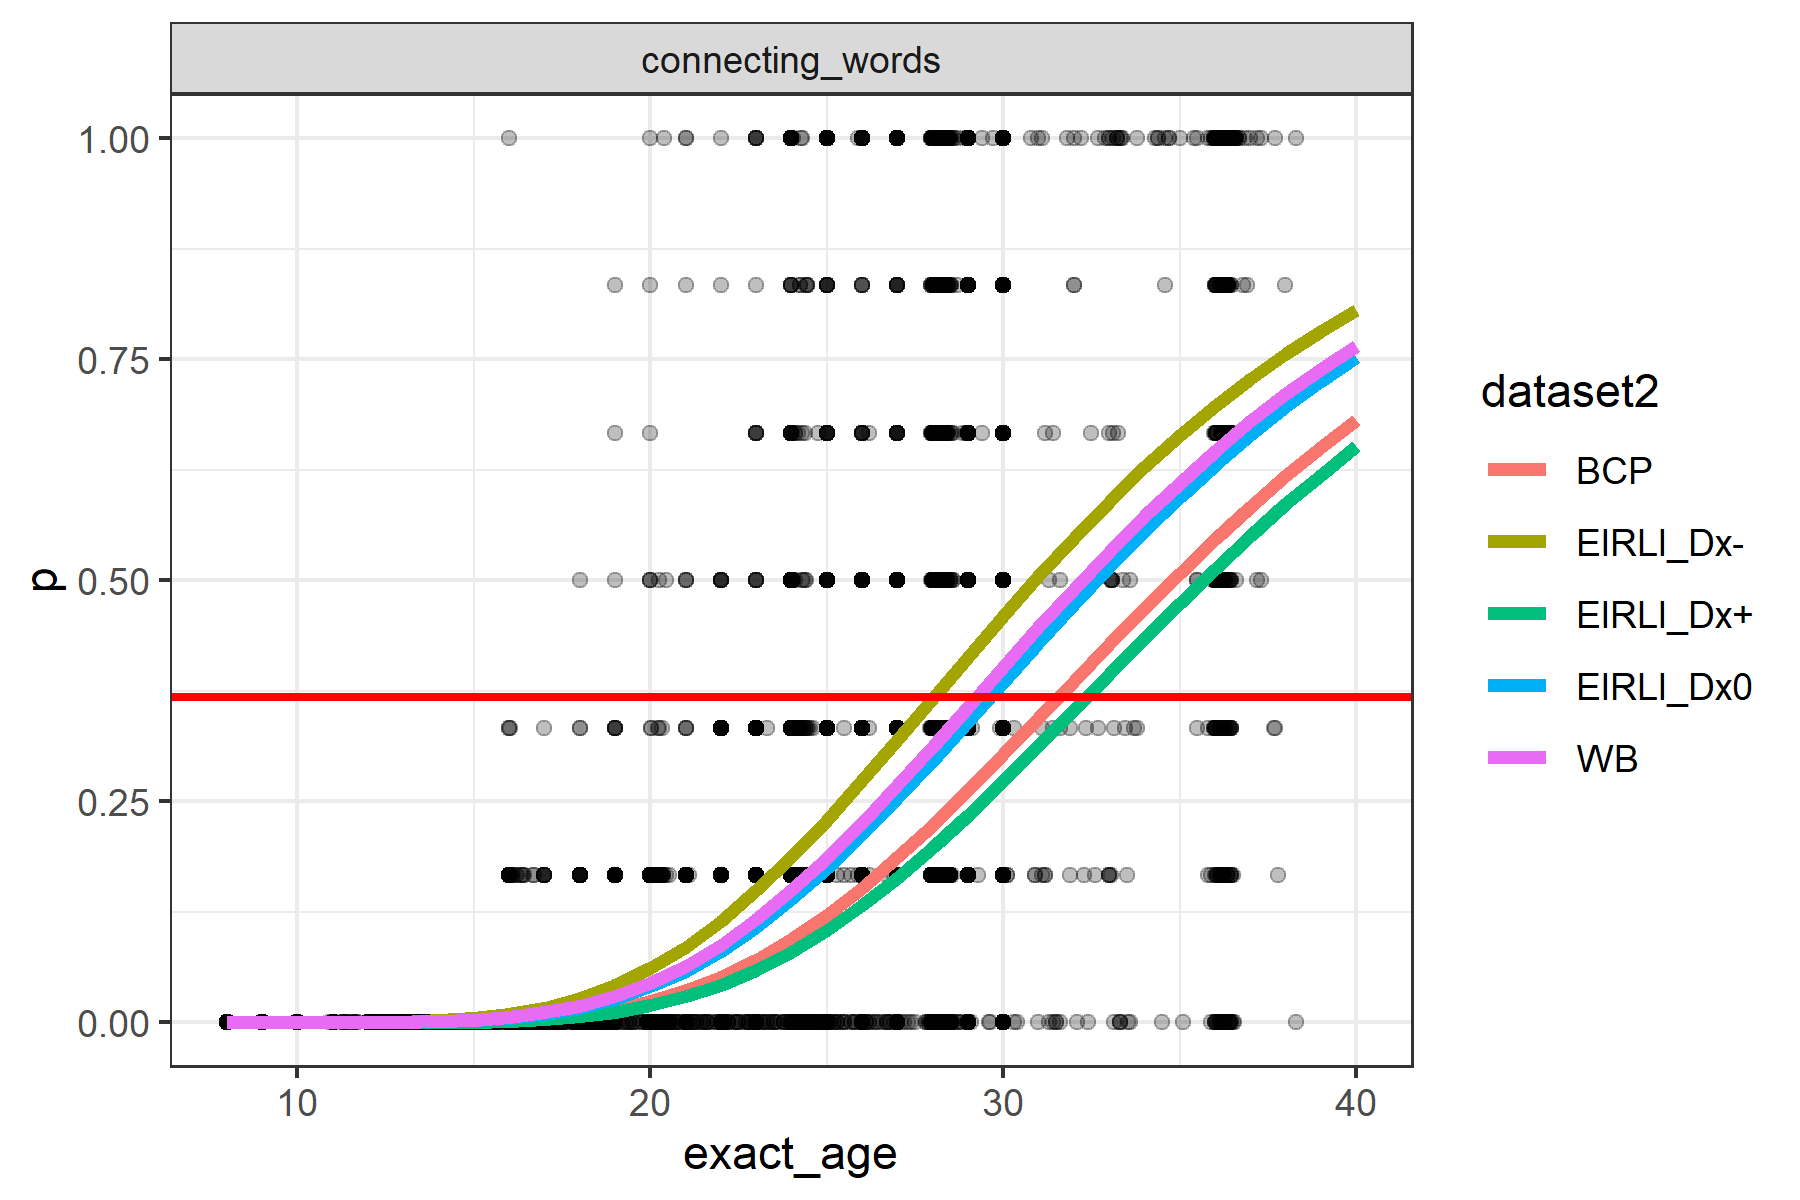 connecting_words
1.00
0.75
0.50
0.25
0.00
p
10 20 30 40
exact_age
dataset2
BCP
EIRLI_Dx-
EIRLI_Dx+
EIRLI_Dx0
WB